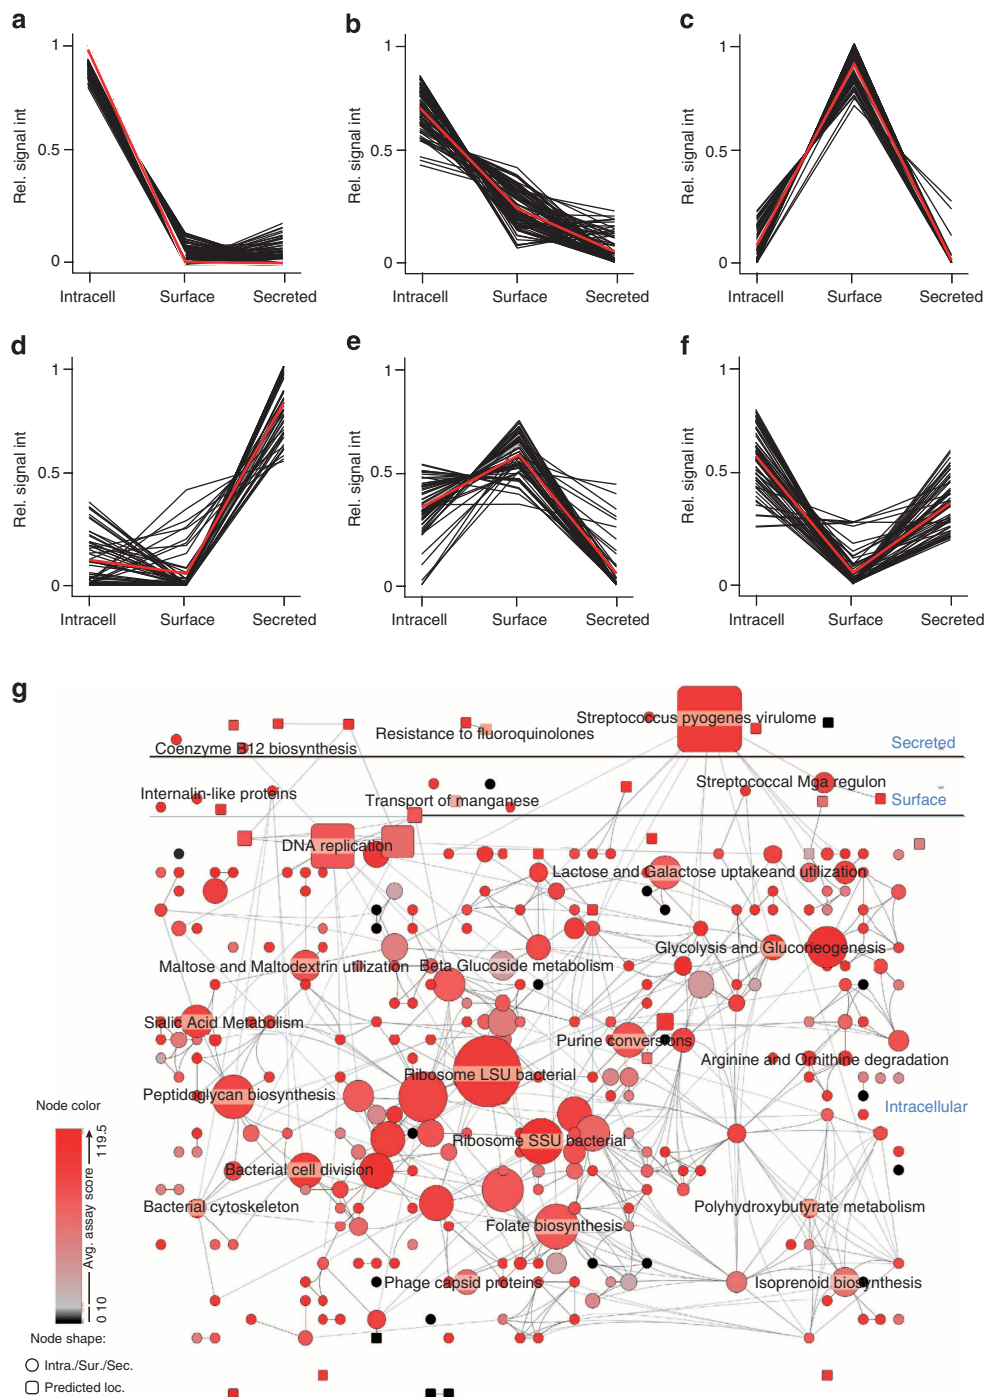 a
b
c
1
0.5
0
Rel. signal int
Intracell Surface Secreted
1
0.5
0
Rel. signal int
Intracell Surface Secreted
1
0.5
0
Rel. signal int
Intracell Surface Secreted
d
e
f
1
0.5
0
Rel. signal int
Intracell Surface Secreted
1
0.5
0
Rel. signal int
Intracell Surface Secreted
1
0.5
0
Rel. signal int
Intracell Surface Secreted
g
Streptococcus pyogenes virulome
Resistance to fluoroquinolones
Coenzyme B12 biosynthesis
Secreted
Streptococcal Mga regulon
Internalin-like proteins
Transport of manganese
Surface
DNA replication
Lactose and Galactose uptakeand utilization
Glycolysis and Gluconeogenesis
Maltose and Maltodextrin utilization
Beta Glucoside metabolism
Sialic Acid Metabolism
Purine conversions
Arginine and Ornithine degradation
Ribosome LSU bacterial
Peptidoglycan biosynthesis
Intracellular
Ribosome SSU bacterial
Bacterial cell division
Bacterial cytoskeleton
Polyhydroxybutyrate metabolism
Folate biosynthesis
Phage capsid proteins
Isoprenoid biosynthesis
Node color
119.5
Avg. assay score
0 10
Node shape:
Intra./Sur./Sec.
Predicted loc.